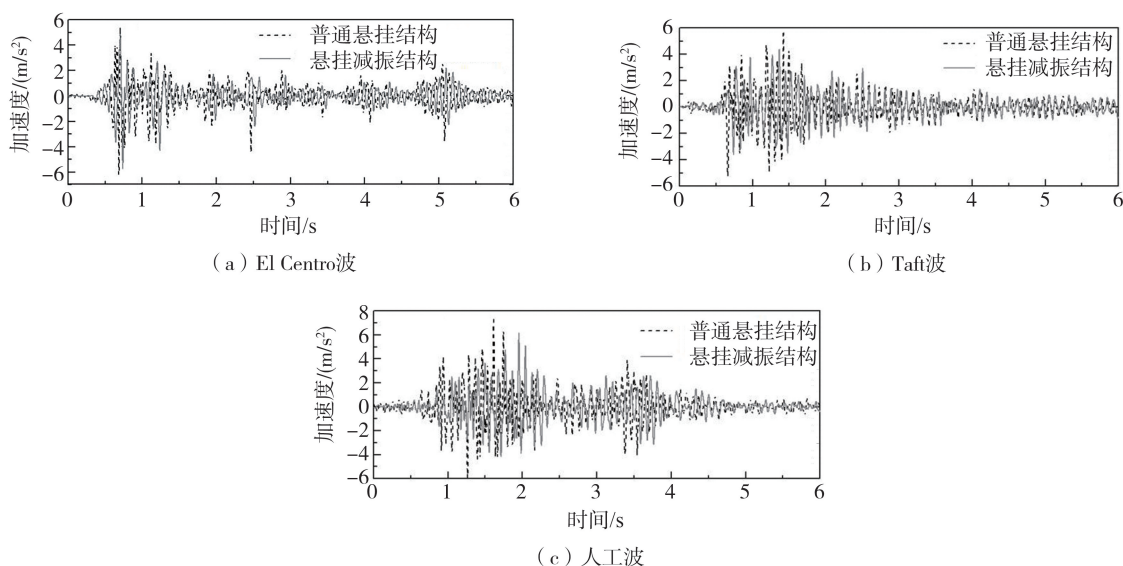 6
4
2
0
−2
−4
−6
加速度/(m/s²)
普通悬挂结构
悬挂减振结构
0 1 2 3 4 5 6
时间/s
（a）El Centro波
6
4
2
0
−2
−4
−6
加速度/(m/s²)
普通悬挂结构
悬挂减振结构
0 1 2 3 4 5 6
时间/s
（b）Taft波
8
6
4
2
0
−2
−4
−6
加速度/(m/s²)
普通悬挂结构
悬挂减振结构
0 1 2 3 4 5 6
时间/s
（c）人工波